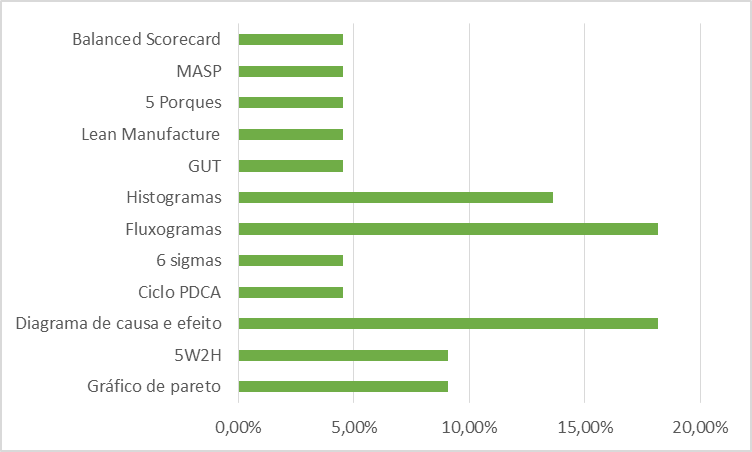 Balanced Scorecard
MASP
5 Porques
Lean Manufacture
GUT
Histogramas
Fluxogramas
6 sigmas
Ciclo PDCA
Diagrama de causa e efeito
5W2H
Gráfico de pareto
0,00% 5,00% 10,00% 15,00% 20,00%